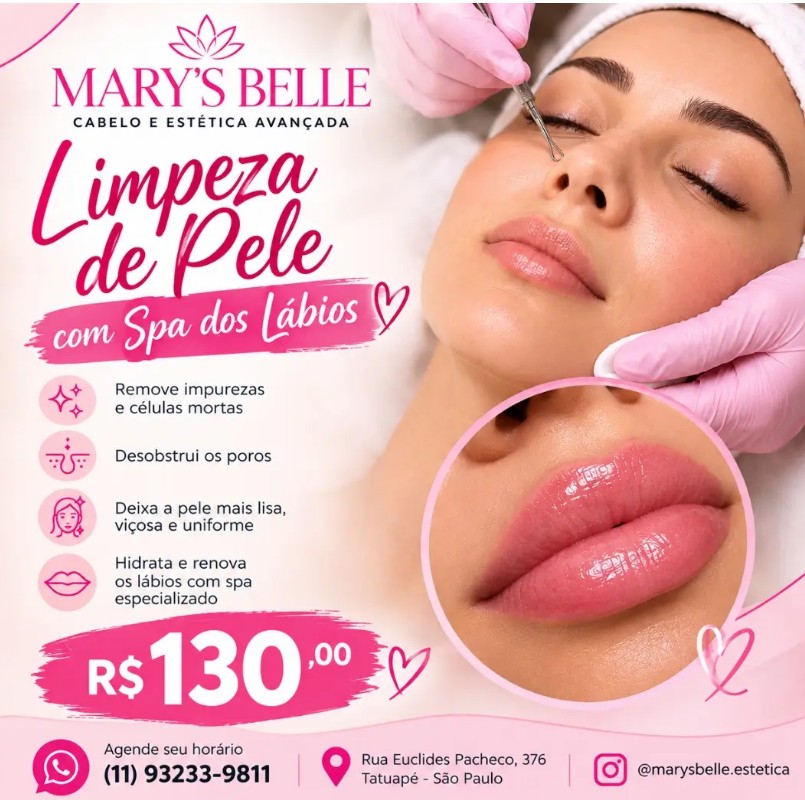 MARY'S BELLE
CABELO E ESTÉTICA AVANÇADA
Limpeza
de Pele
com Spa dos Lábios
Remove impurezas
e células mortas
Desobstrui os poros
Deixa a pele mais lisa,
viçosa e uniforme
Hidrata e renova
os lábios com spa
especializado
R$130,00
Agende seu horário
(11) 93233-9811
Rua Euclides Pacheco, 376
Tatuapé - São Paulo
@marysbelle.estetica